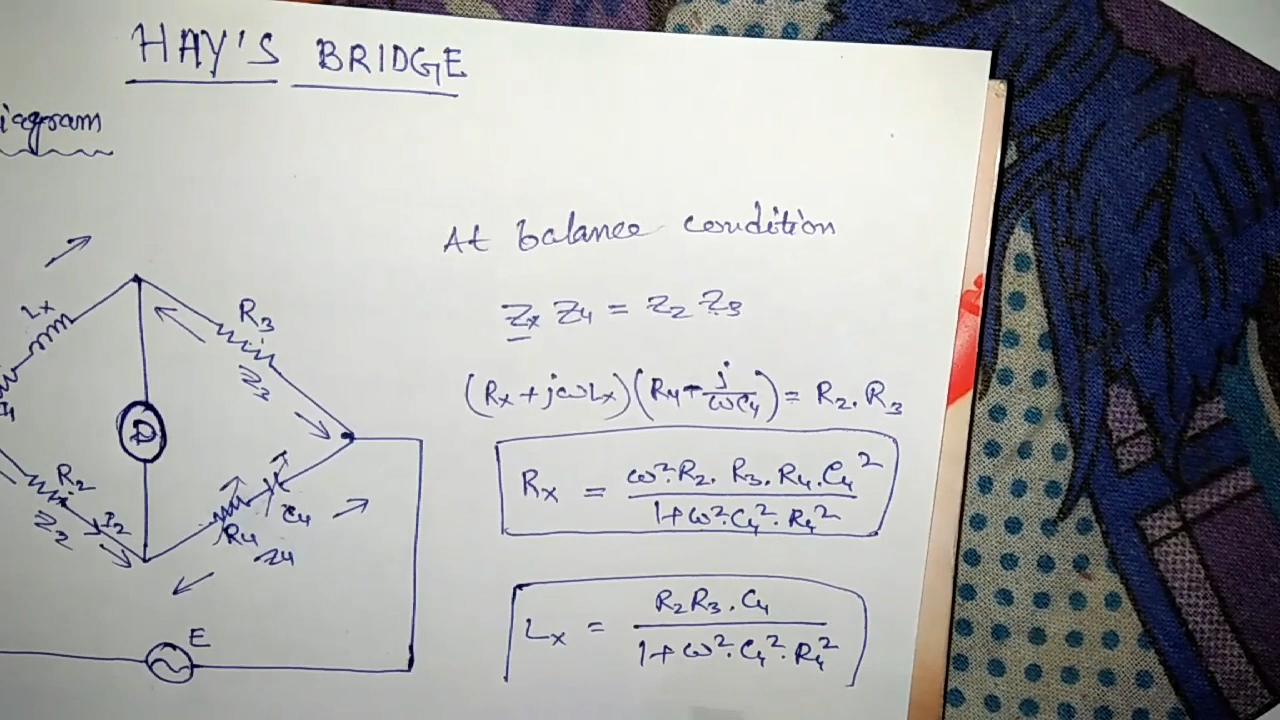 HAY'S BRIDGE
iagram
At balance condition
Zx Z4 = Z2 Z3
(Rx + jωLx)(R4 - j/ωC4) = R2. R3
Rx = ω². R2. R3. R4. C4² / 1+ω². C4². R4²
Lx = R2 R3 . C4 / 1+ω². C4². R4²
Lx
R3
Z3
D
R2
Z2
I2
R4
C4
Z4
E